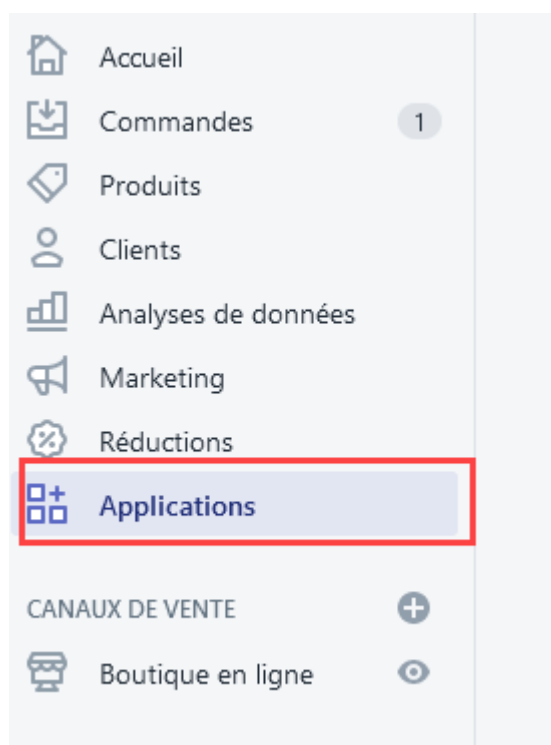 Accueil
Commandes 1
Produits
Clients
Analyses de données
Marketing
Réductions
Applications
CANAUX DE VENTE
Boutique en ligne